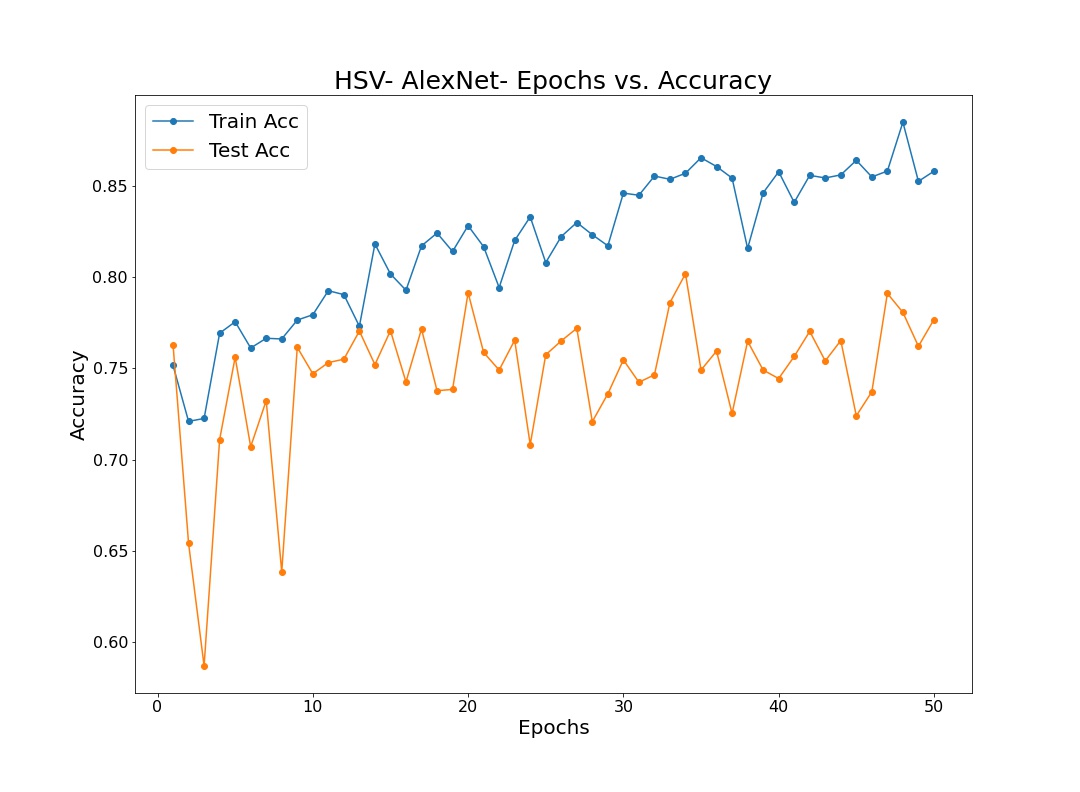 HSV- AlexNet- Epochs vs. Accuracy
Train Acc
Test Acc
Accuracy
0.85
0.80
0.75
0.70
0.65
0.60
0 10 20 30 40 50
Epochs